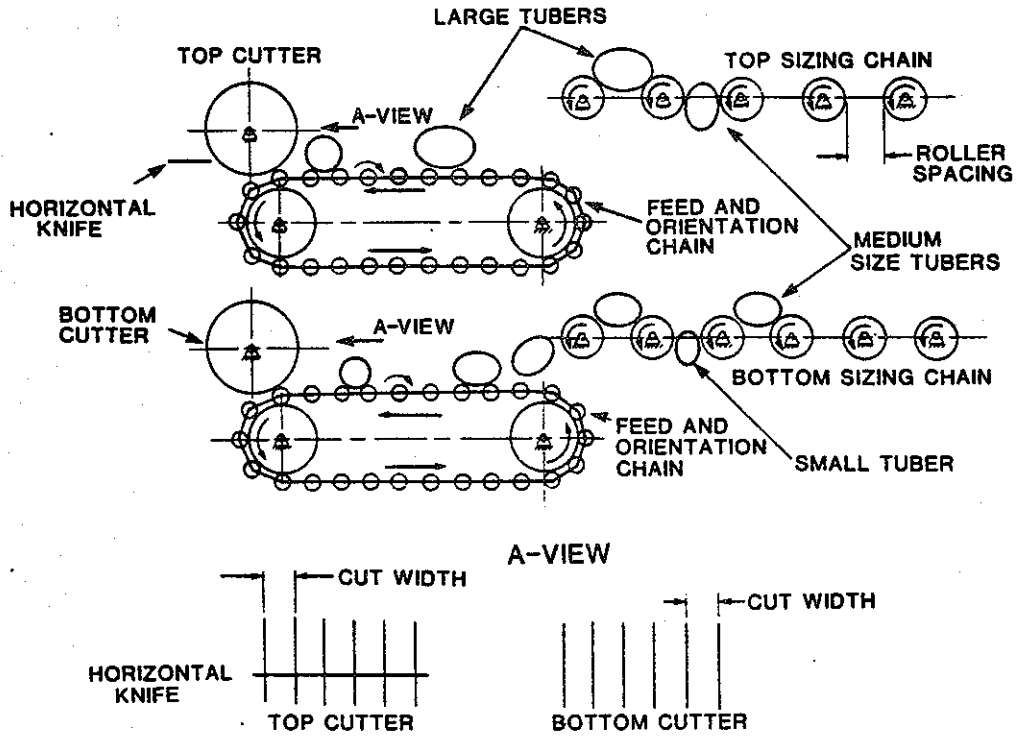 LARGE TUBERS
TOP CUTTER
TOP SIZING CHAIN
A-VIEW
ROLLER
SPACING
HORIZONTAL
KNIFE
FEED AND
ORIENTATION
CHAIN
MEDIUM
SIZE TUBERS
BOTTOM
CUTTER
A-VIEW
BOTTOM SIZING CHAIN
FEED AND
ORIENTATION
CHAIN
SMALL TUBER
A-VIEW
CUT WIDTH
CUT WIDTH
HORIZONTAL
KNIFE
TOP CUTTER
BOTTOM CUTTER